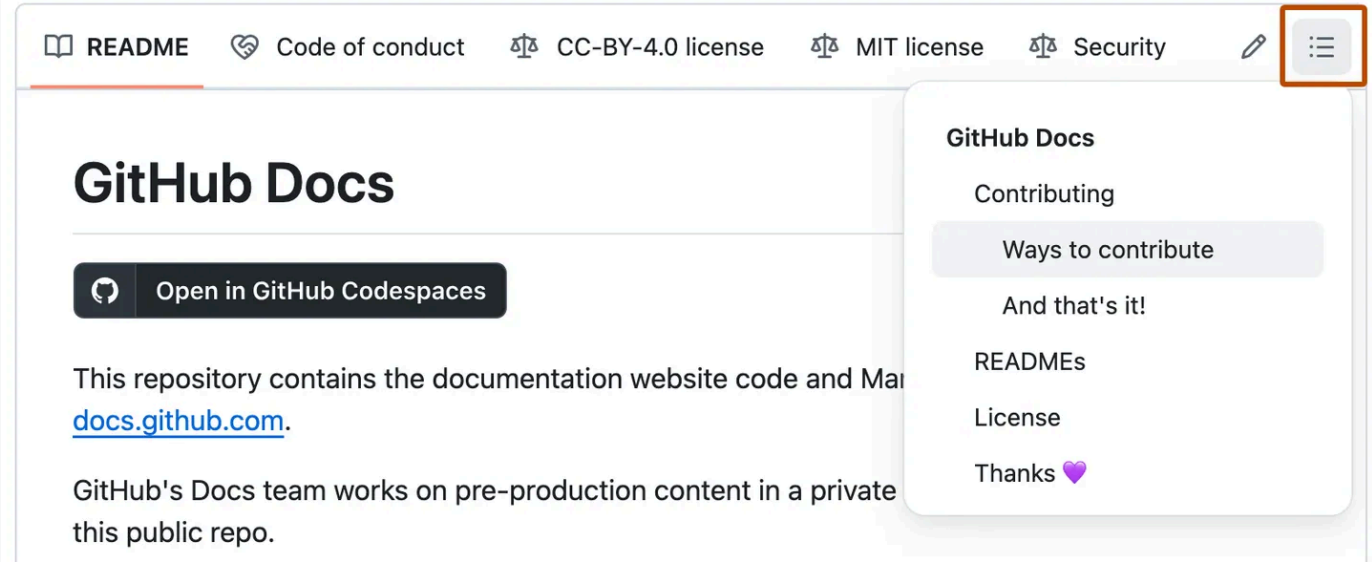 README Code of conduct CC-BY-4.0 license MIT license Security
GitHub Docs
Open in GitHub Codespaces
This repository contains the documentation website code and
docs.github.com.
GitHub's Docs team works on pre-production content in a private
this public repo.
GitHub Docs
Contributing
Ways to contribute
And that's it!
READMEs
License
Thanks 💜